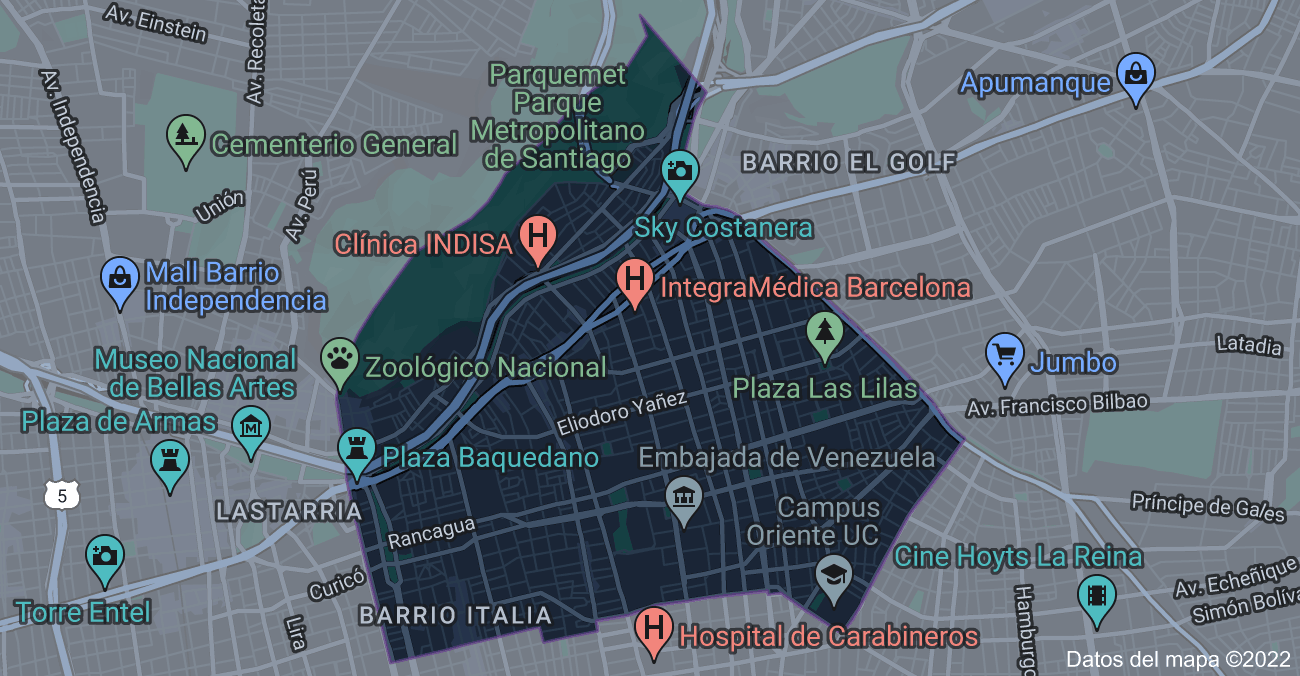 Av. Einstein
Av. Recoleta
Av. Independencia
Parquemet
Parque
Metropolitano
de Santiago
Apumanque
Cementerio General
BARRIO EL GOLF
Unión
Av. Perú
Sky Costanera
Clínica INDISA
Mall Barrio
Independencia
IntegraMédica Barcelona
Museo Nacional
de Bellas Artes
Zoológico Nacional
Plaza Las Lilas
Jumbo
Latadia
Av. Francisco Bilbao
Plaza de Armas
Eliodoro Yañez
Plaza Baquedano
Embajada de Venezuela
5
LASTARRIA
Rancagua
Campus
Oriente UC
Príncipe de Gales
Cine Hoyts La Reina
Curicó
Torre Entel
BARRIO ITALIA
Lira
Hospital de Carabineros
Hamburgo
Av. Echeñique
Simón Bolíva
Datos del mapa ©2022